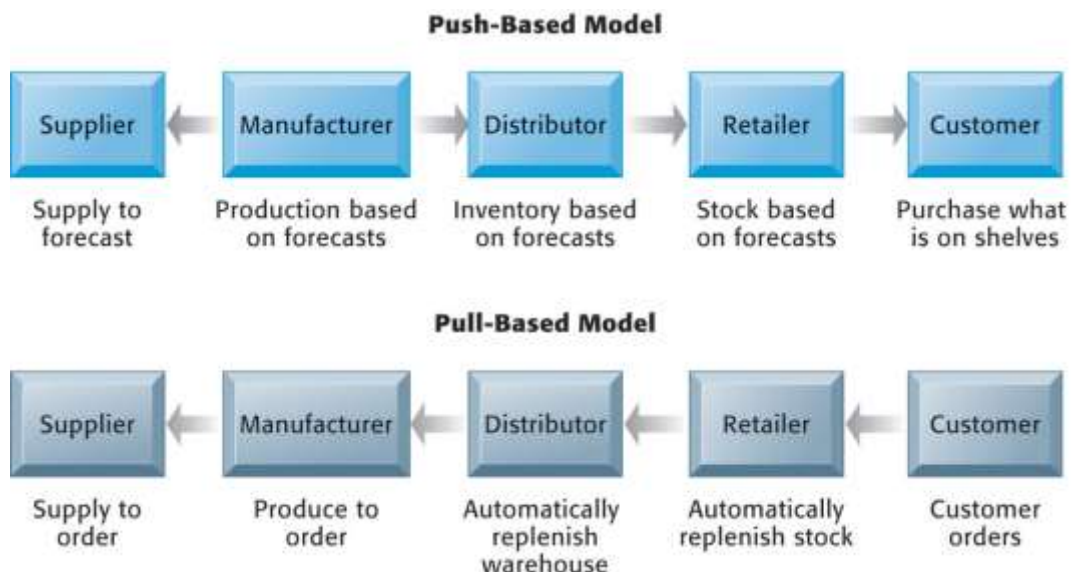 Push-Based Model
Supplier
Manufacturer
Distributor
Retailer
Customer
Supply to
forecast
Production based
on forecasts
Inventory based
on forecasts
Stock based
on forecasts
Purchase what
is on shelves
Pull-Based Model
Supplier
Manufacturer
Distributor
Retailer
Customer
Supply to
order
Produce to
order
Automatically
replenish
warehouse
Automatically
replenish stock
Customer
orders